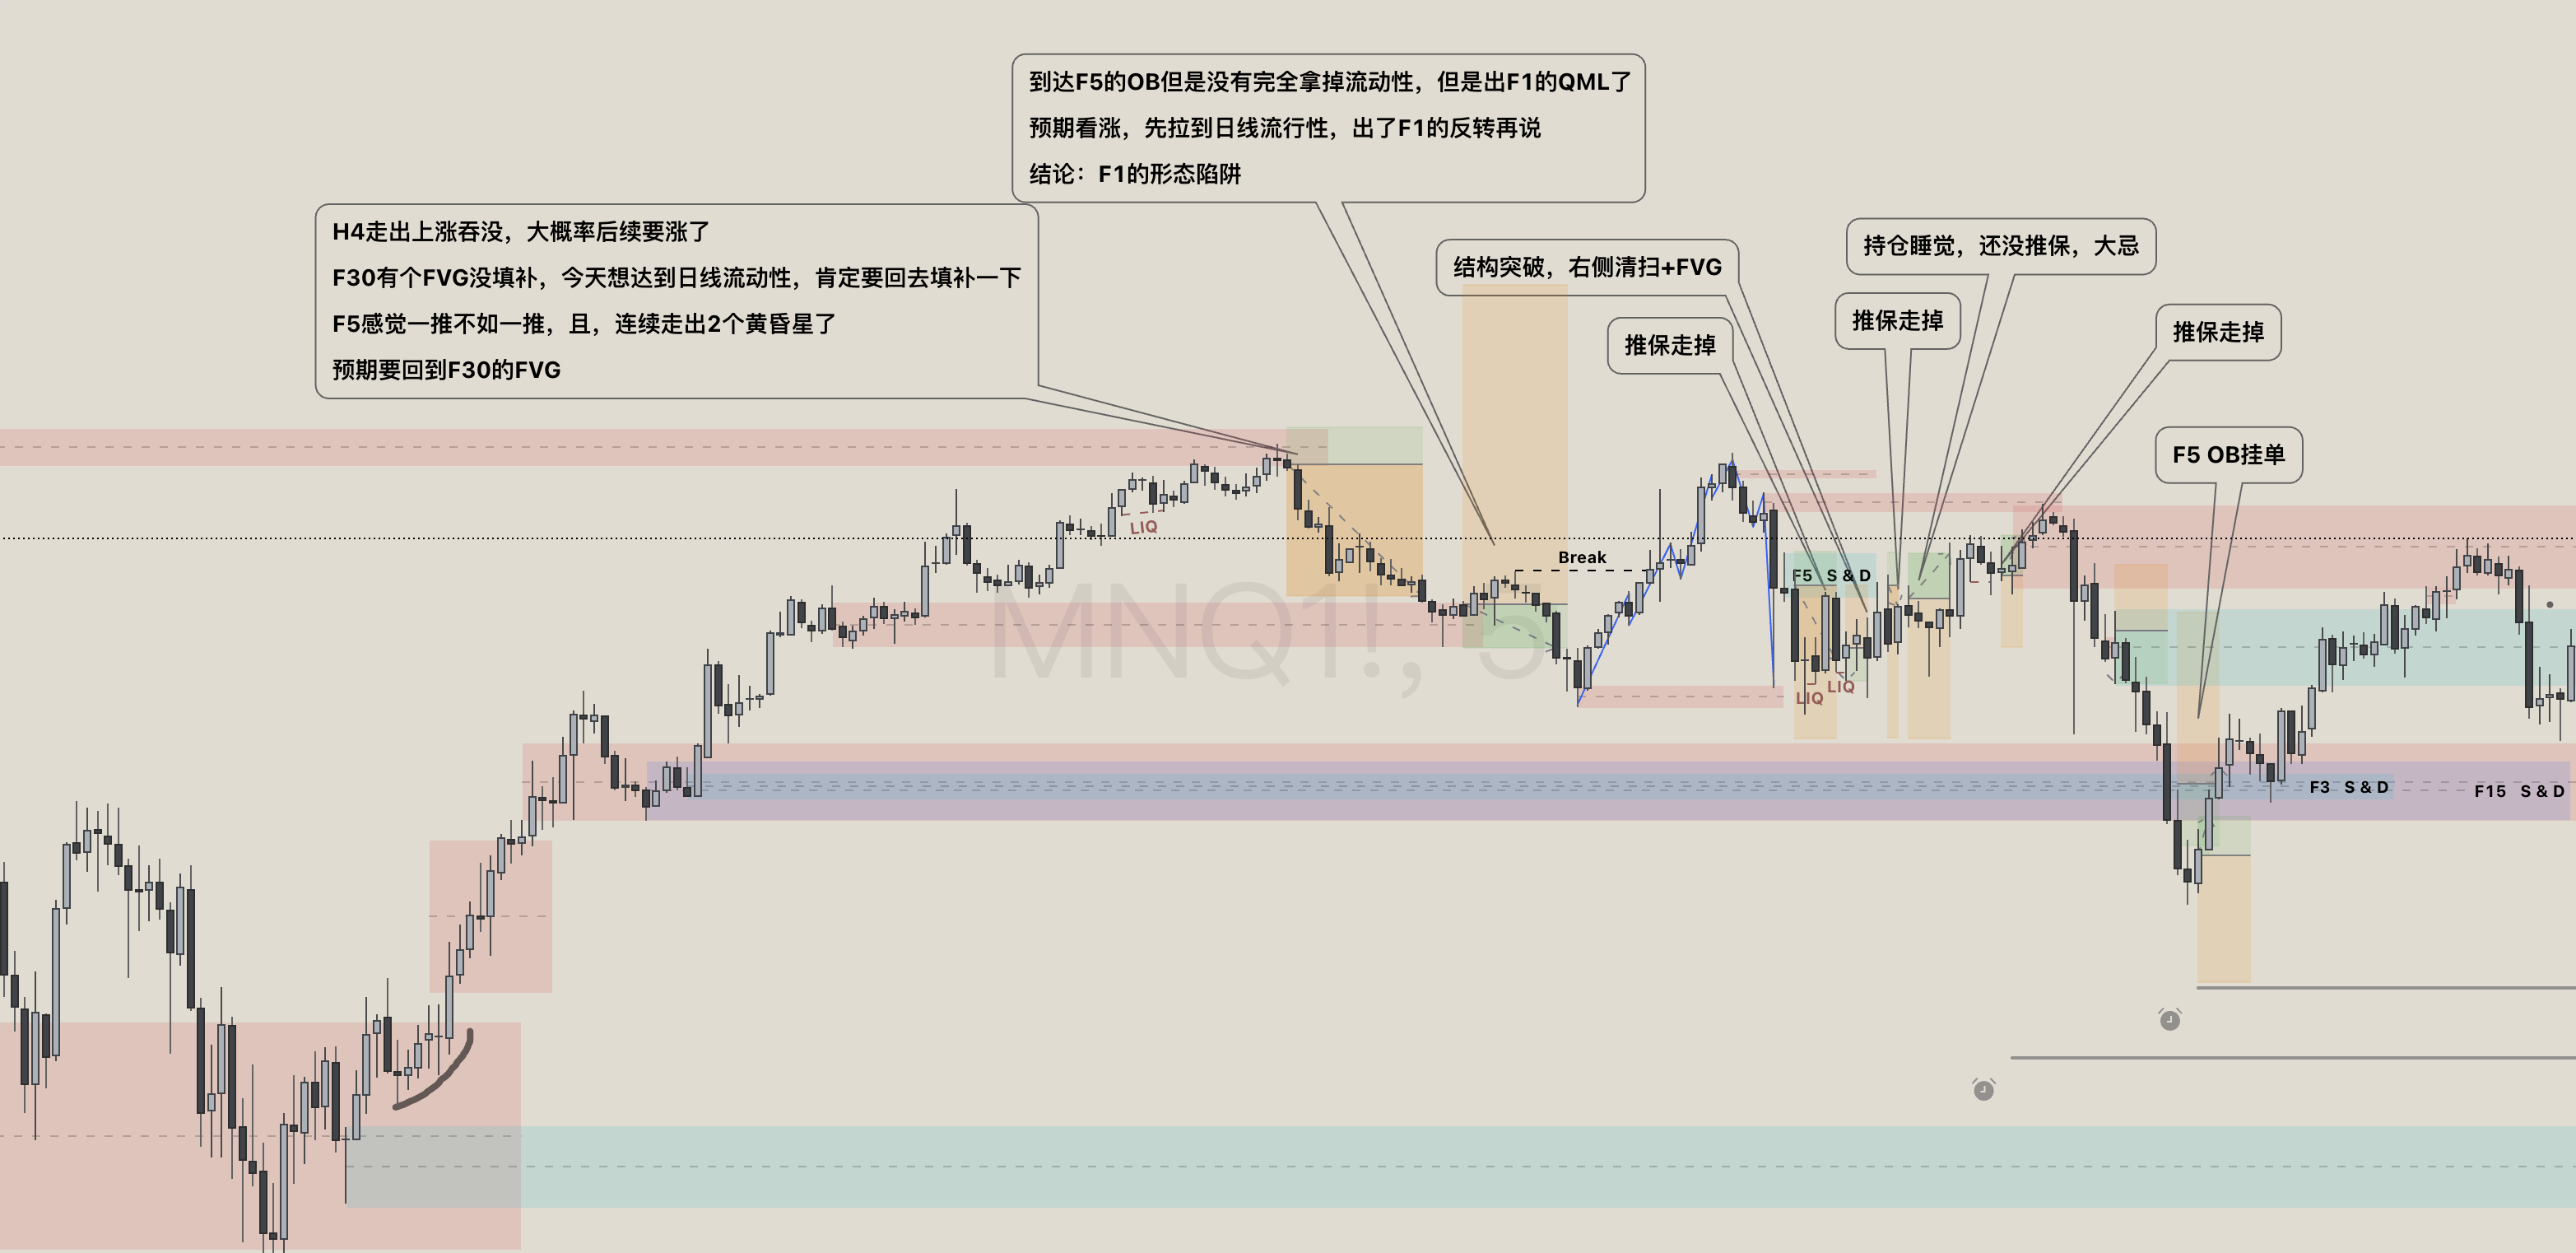 到达F5的OB但是没有完全拿掉流动性，但是出F1的QML了
预期看涨，先拉到日线流行性，出了F1的反转再说
结论：F1的形态陷阱
H4走出上涨吞没，大概率后续要涨了
F30有个FVG没填补，今天想达到日线流动性，肯定要回去填补一下
F5感觉一推不如一推，且，连续走出2个黄昏星了
预期要回到F30的FVG
结构突破，右侧清扫+FVG
持仓睡觉，还没推保，大忌
推保走掉
推保走掉
推保走掉
F5 OB挂单
LIQ
Break
F5 S & D
MNQ1!, 5
LIQ
LIQ
F3 S & D
F15 S & D